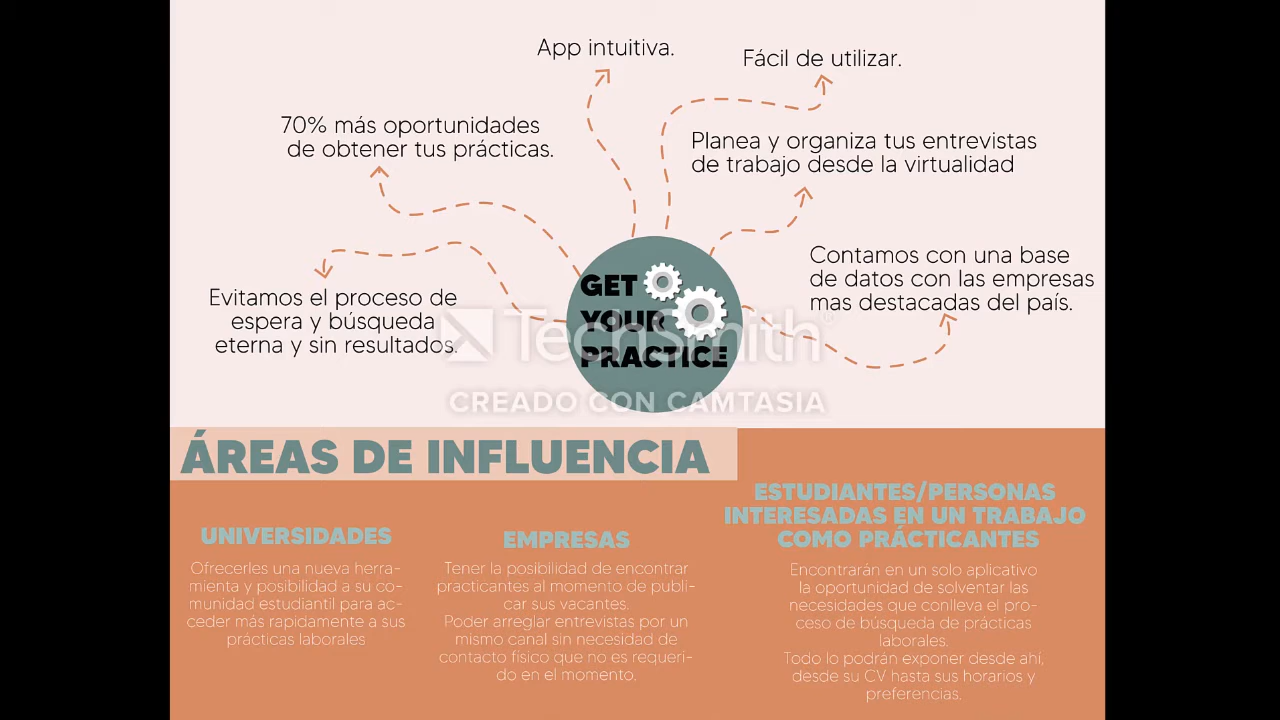 App intuitiva.
Fácil de utilizar.
70% más oportunidades
de obtener tus prácticas.
Planea y organiza tus entrevistas
de trabajo desde la virtualidad
Evitamos el proceso de
espera y búsqueda
eterna y sin resultados.
GET
YOUR
PRACTICE
Contamos con una base
de datos con las empresas
mas destacadas del país.
TechSmith
CREADO CON CAMTASIA
ÁREAS DE INFLUENCIA
UNIVERSIDADES
Ofrecerles una nueva herra-
mienta y posibilidad a su co-
munidad estudiantil para ac-
ceder más rapidamente a sus
prácticas laborales
EMPRESAS
Tener la posibilidad de encontrar
practicantes al momento de publi-
car sus vacantes.
Poder arreglar entrevistas por un
mismo canal sin necesidad de
contacto físico que no es requeri-
do en el momento.
ESTUDIANTES/PERSONAS
INTERESADAS EN UN TRABAJO
COMO PRÁCTICANTES
Encontrarán en un solo aplicativo
la oportunidad de solventar las
necesidades que conlleva el pro-
ceso de búsqueda de prácticas
laborales.
Todo lo podrán exponer desde ahí,
desde su CV hasta sus horarios y
preferencias.